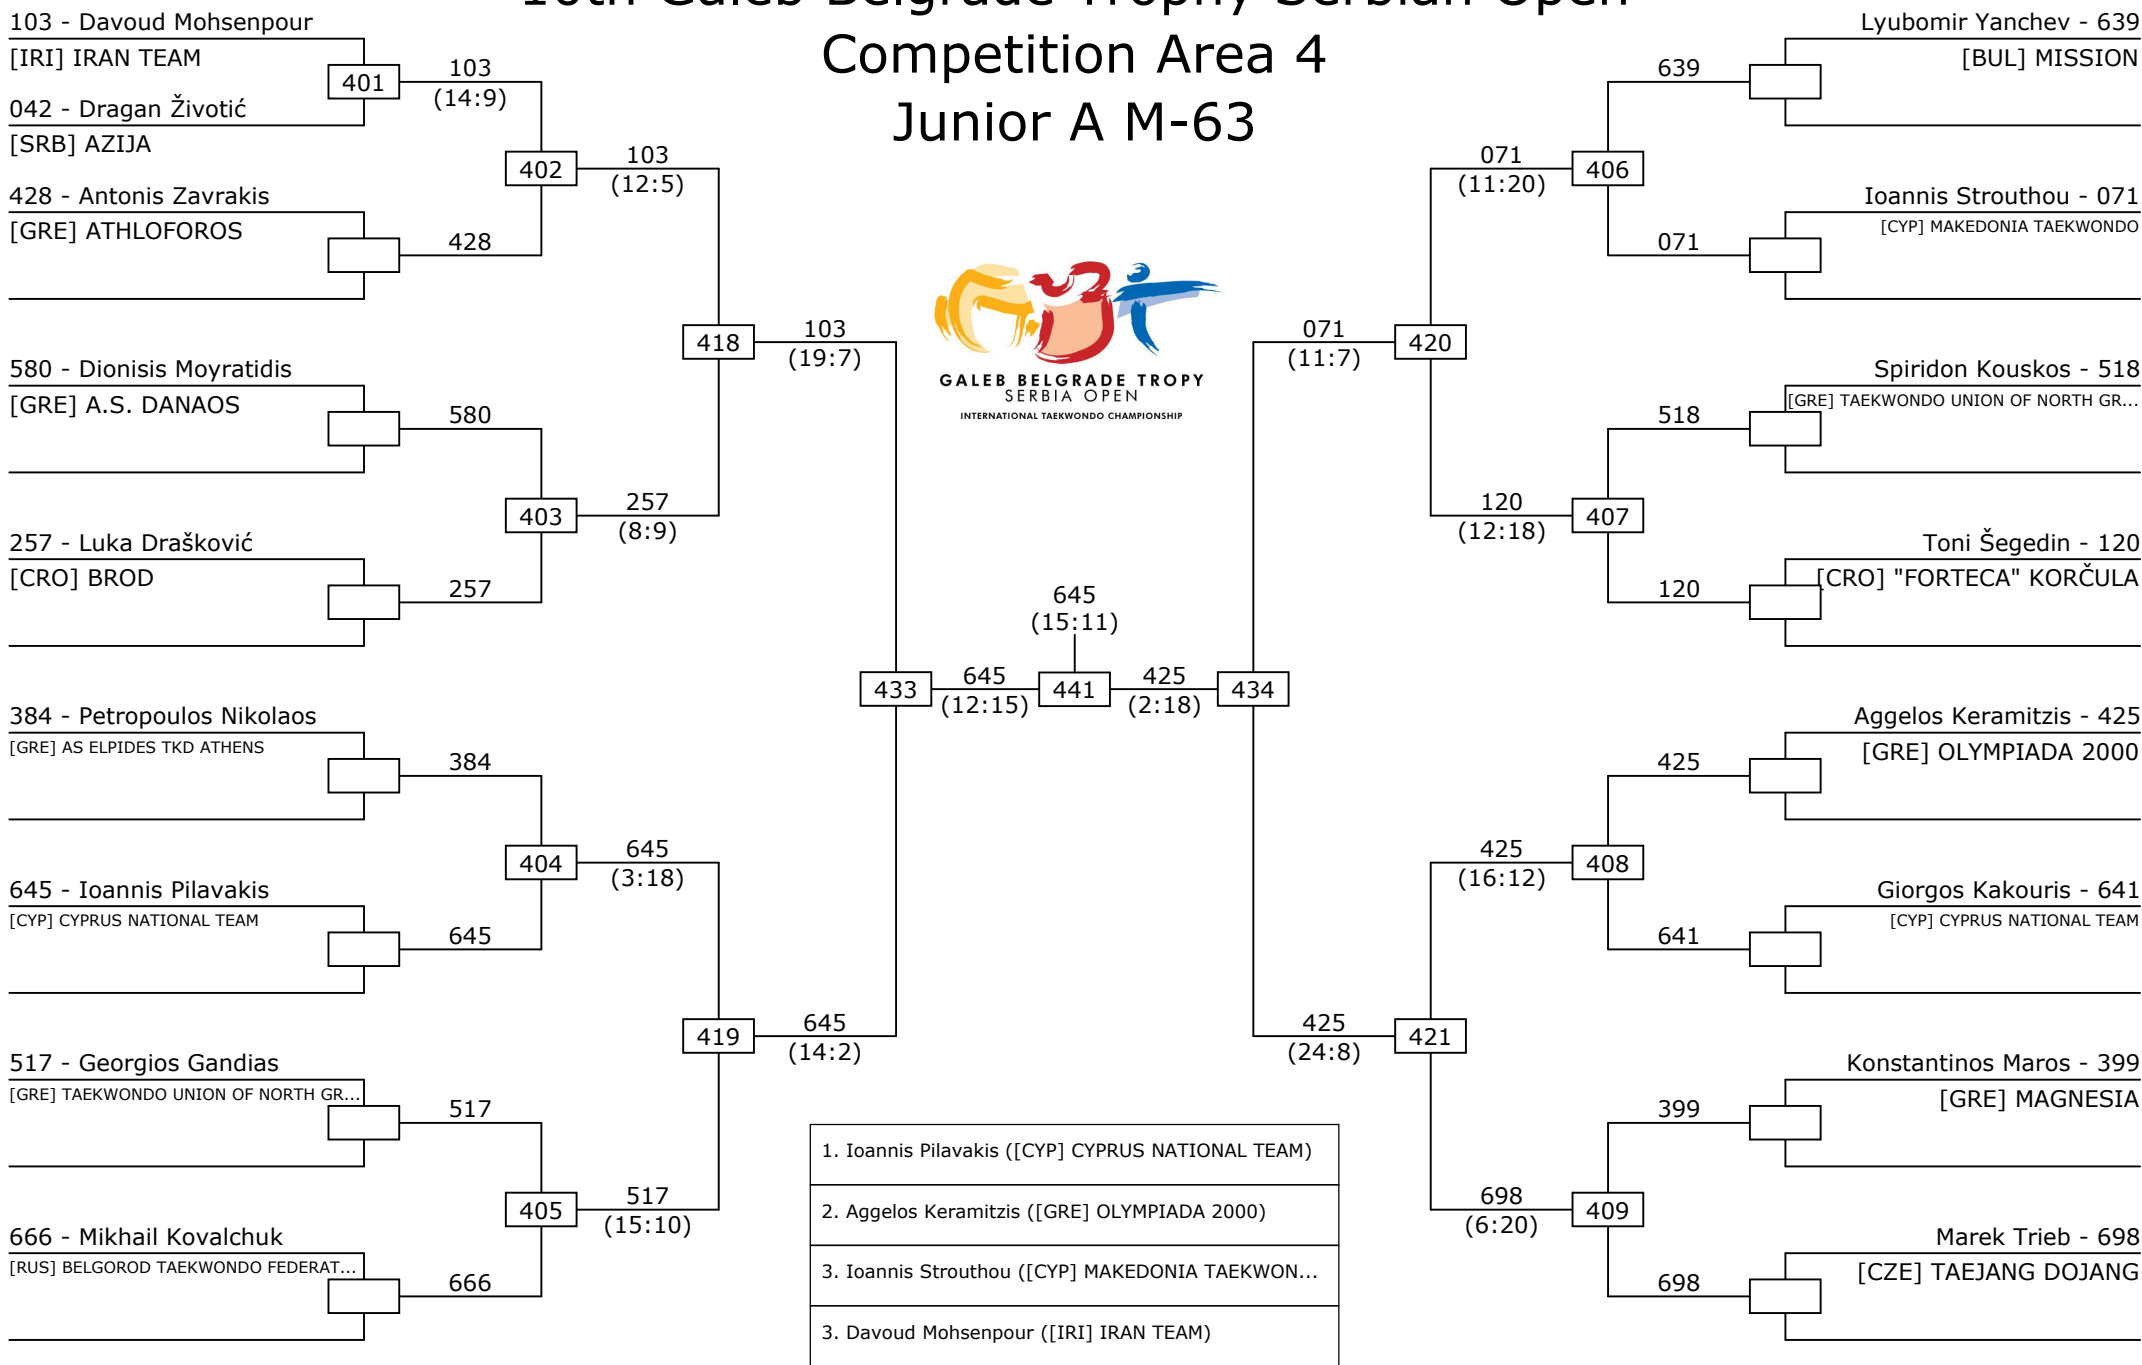 16th Galeb Belgrade Trophy Serbian Open
Competition Area 4
Junior A M-63
103 - Davoud Mohsenpour
[IRI] IRAN TEAM
401
103
(14:9)
042 - Dragan Životić
[SRB] AZIJA
402
103
(12:5)
428 - Antonis Zavrakis
[GRE] ATHLOFOROS
428
418
103
(19:7)
580 - Dionisis Moyratidis
[GRE] A.S. DANAOS
580
403
257
(8:9)
257 - Luka Drašković
[CRO] BROD
257
433
645
(12:15)
384 - Petropoulos Nikolaos
[GRE] AS ELPIDES TKD ATHENS
384
404
645
(3:18)
645 - Ioannis Pilavakis
[CYP] CYPRUS NATIONAL TEAM
645
419
645
(14:2)
517 - Georgios Gandias
[GRE] TAEKWONDO UNION OF NORTH GR...
517
405
517
(15:10)
666 - Mikhail Kovalchuk
[RUS] BELGOROD TAEKWONDO FEDERAT...
666
GALEB BELGRADE TROPY
SERBIA OPEN
INTERNATIONAL TAEKWONDO CHAMPIONSHIP
645
(15:11)
441
425
(2:18)
434
Lyubomir Yanchev - 639
[BUL] MISSION
639
071
(11:20)
406
Ioannis Strouthou - 071
[CYP] MAKEDONIA TAEKWONDO
071
071
(11:7)
420
Spiridon Kouskos - 518
[GRE] TAEKWONDO UNION OF NORTH GR...
518
120
(12:18)
407
Toni Šegedin - 120
[CRO] "FORTECA" KORČULA
120
Aggelos Keramitzis - 425
[GRE] OLYMPIADA 2000
425
425
(16:12)
408
Giorgos Kakouris - 641
[CYP] CYPRUS NATIONAL TEAM
641
425
(24:8)
421
Konstantinos Maros - 399
[GRE] MAGNESIA
399
698
(6:20)
409
Marek Trieb - 698
[CZE] TAEJANG DOJANG
698
1. Ioannis Pilavakis ([CYP] CYPRUS NATIONAL TEAM)
2. Aggelos Keramitzis ([GRE] OLYMPIADA 2000)
3. Ioannis Strouthou ([CYP] MAKEDONIA TAEKWON...
3. Davoud Mohsenpour ([IRI] IRAN TEAM)